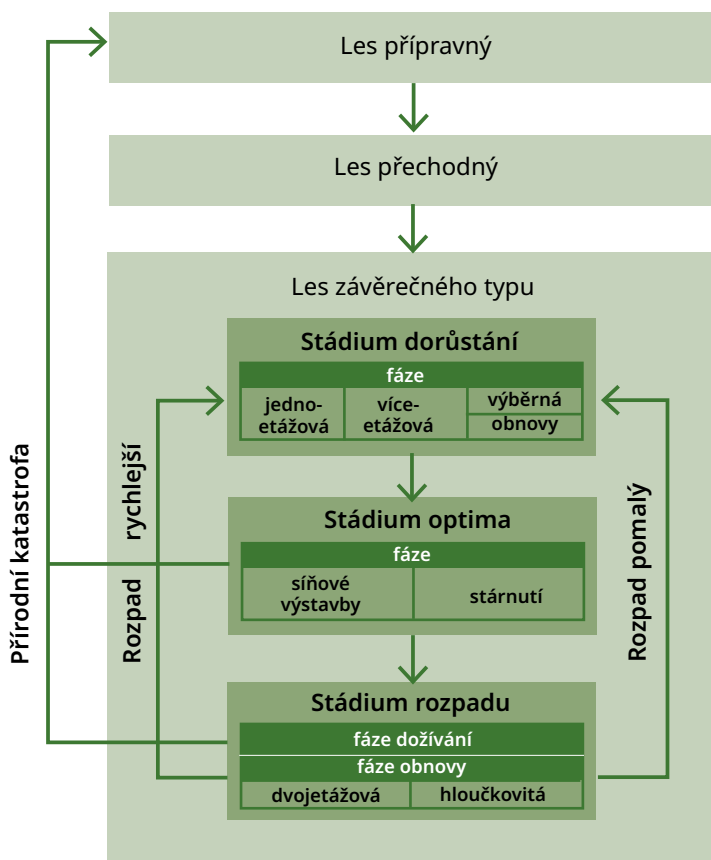 Les přípravný
Les přechodný
Les závěrečného typu
Stádium dorůstání
fáze
jedno-
etážová
více-
etážová
výběrná
obnovy
Stádium optima
fáze
síňové
výstavby
stárnutí
Stádium rozpadu
fáze dožívání
fáze obnovy
dvojetážová
hloučkovitá
Přírodní katastrofa
Rozpad rychlejší
Rozpad pomalý